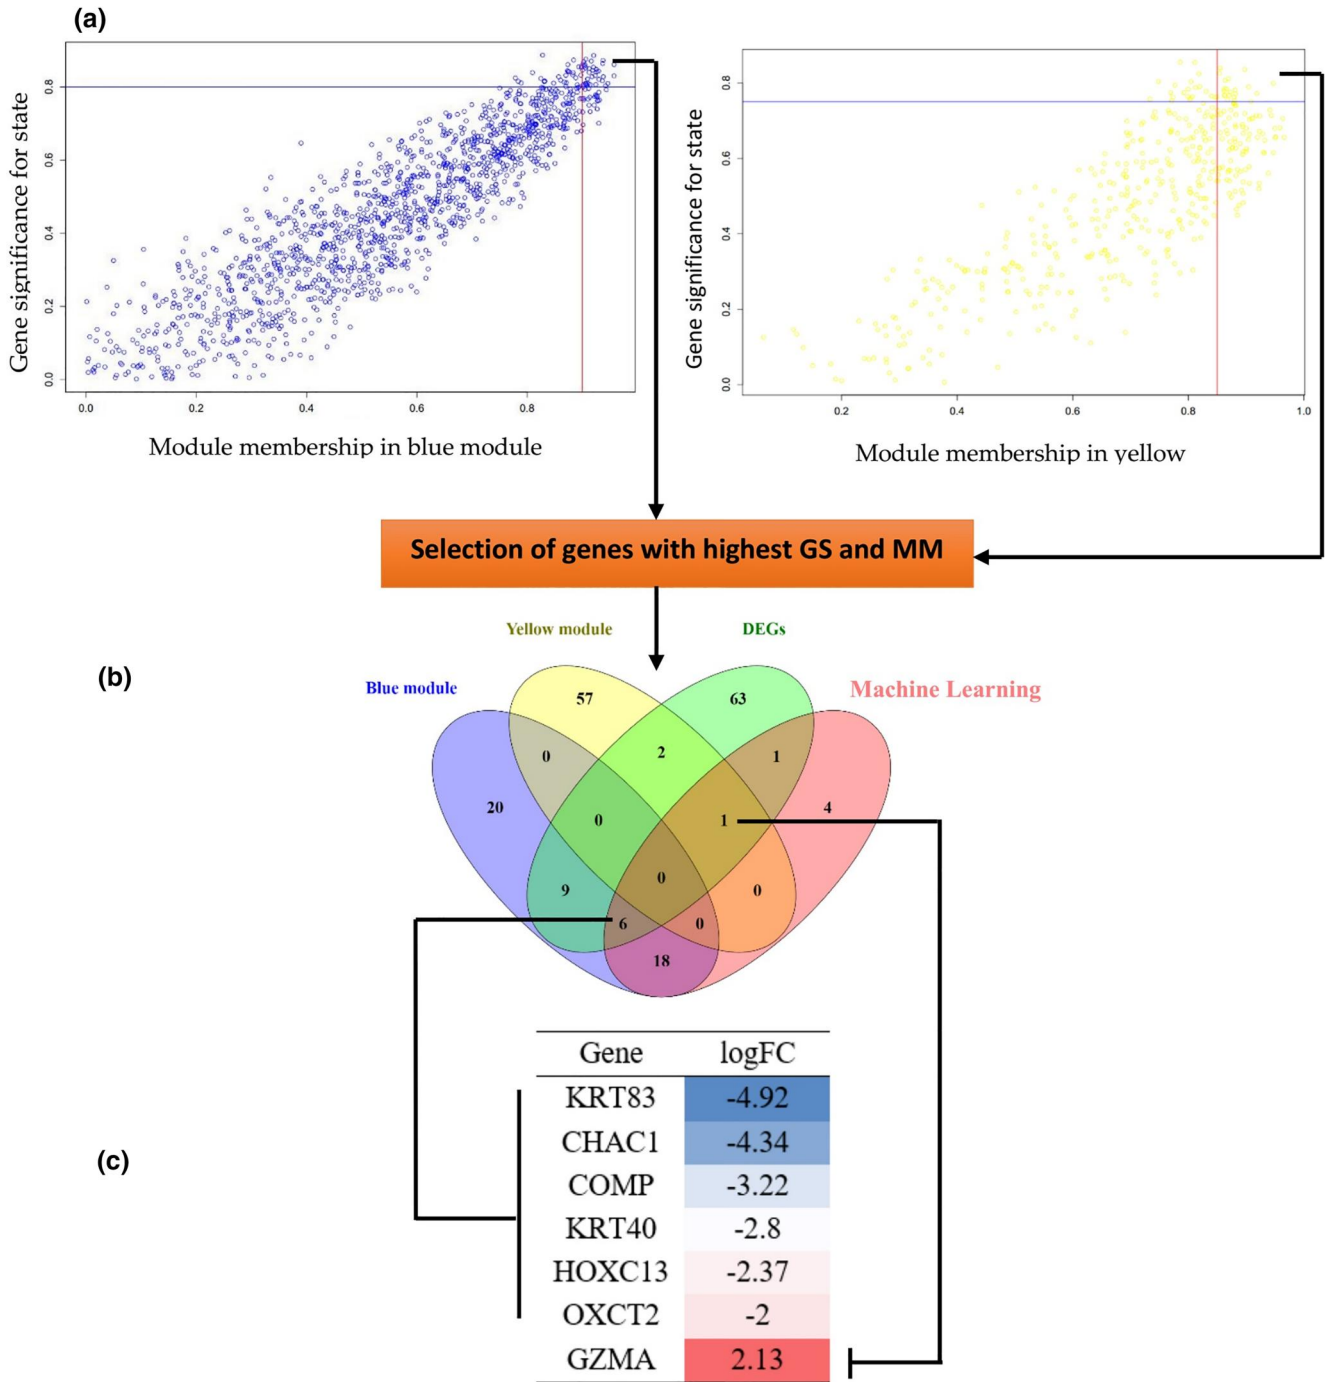 (a)
Gene significance for state
0.8
0.6
0.4
0.2
0.0
0.0 0.2 0.4 0.6 0.8
Module membership in blue module
Gene significance for state
0.8
0.6
0.4
0.2
0.0
0.2 0.4 0.6 0.8 1.0
Module membership in yellow
Selection of genes with highest GS and MM
(b)
Yellow module
DEGs
Blue module
Machine Learning
57
63
0
2
1
20
0
1
4
9
0
0
6
0
18
(c)
Gene logFC
KRT83 -4.92
CHAC1 -4.34
COMP -3.22
KRT40 -2.8
HOXC13 -2.37
OXCT2 -2
GZMA 2.13